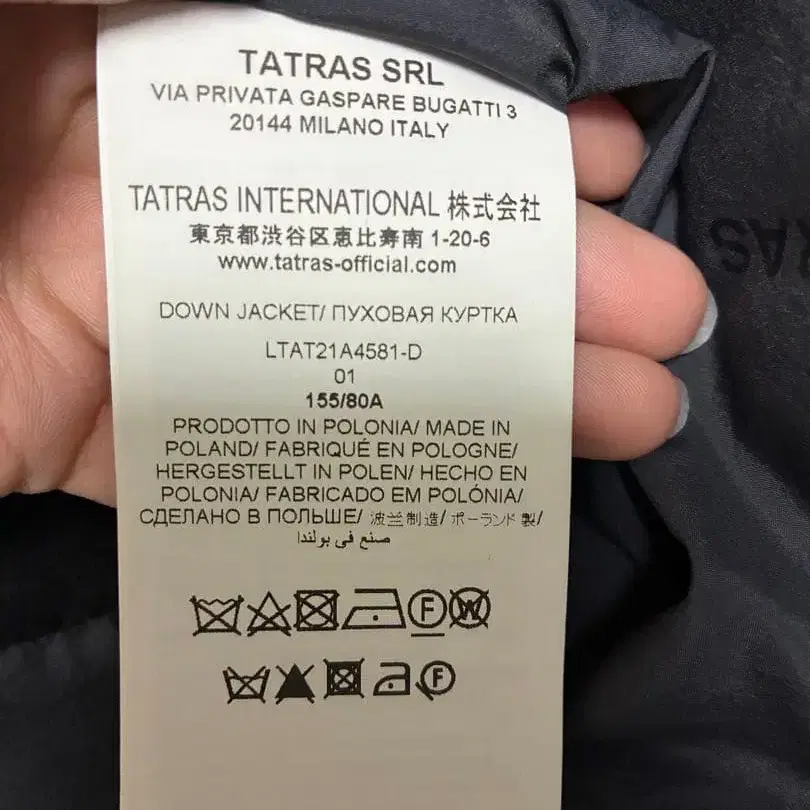 TATRAS SRL
VIA PRIVATA GASPARE BUGATTI 3
20144 MILANO ITALY
TATRAS INTERNATIONAL 株式会社
東京都渋谷区恵比寿南 1-20-6
www.tatras-official.com
DOWN JACKET/ ПУХОВАЯ КУРТКА
LTAT21A4581-D
01
155/80A
PRODOTTO IN POLONIA/ MADE IN
POLAND/ FABRIQUÉ EN POLOGNE/
HERGESTELLT IN POLEN/ HECHO EN
POLONIA/ FABRICADO EM POLÓNIA/
СДЕЛАНО В ПОЛЬШЕ/ 波兰制造/ ポーランド製/
صنع في بولندا
F W
F
RAS